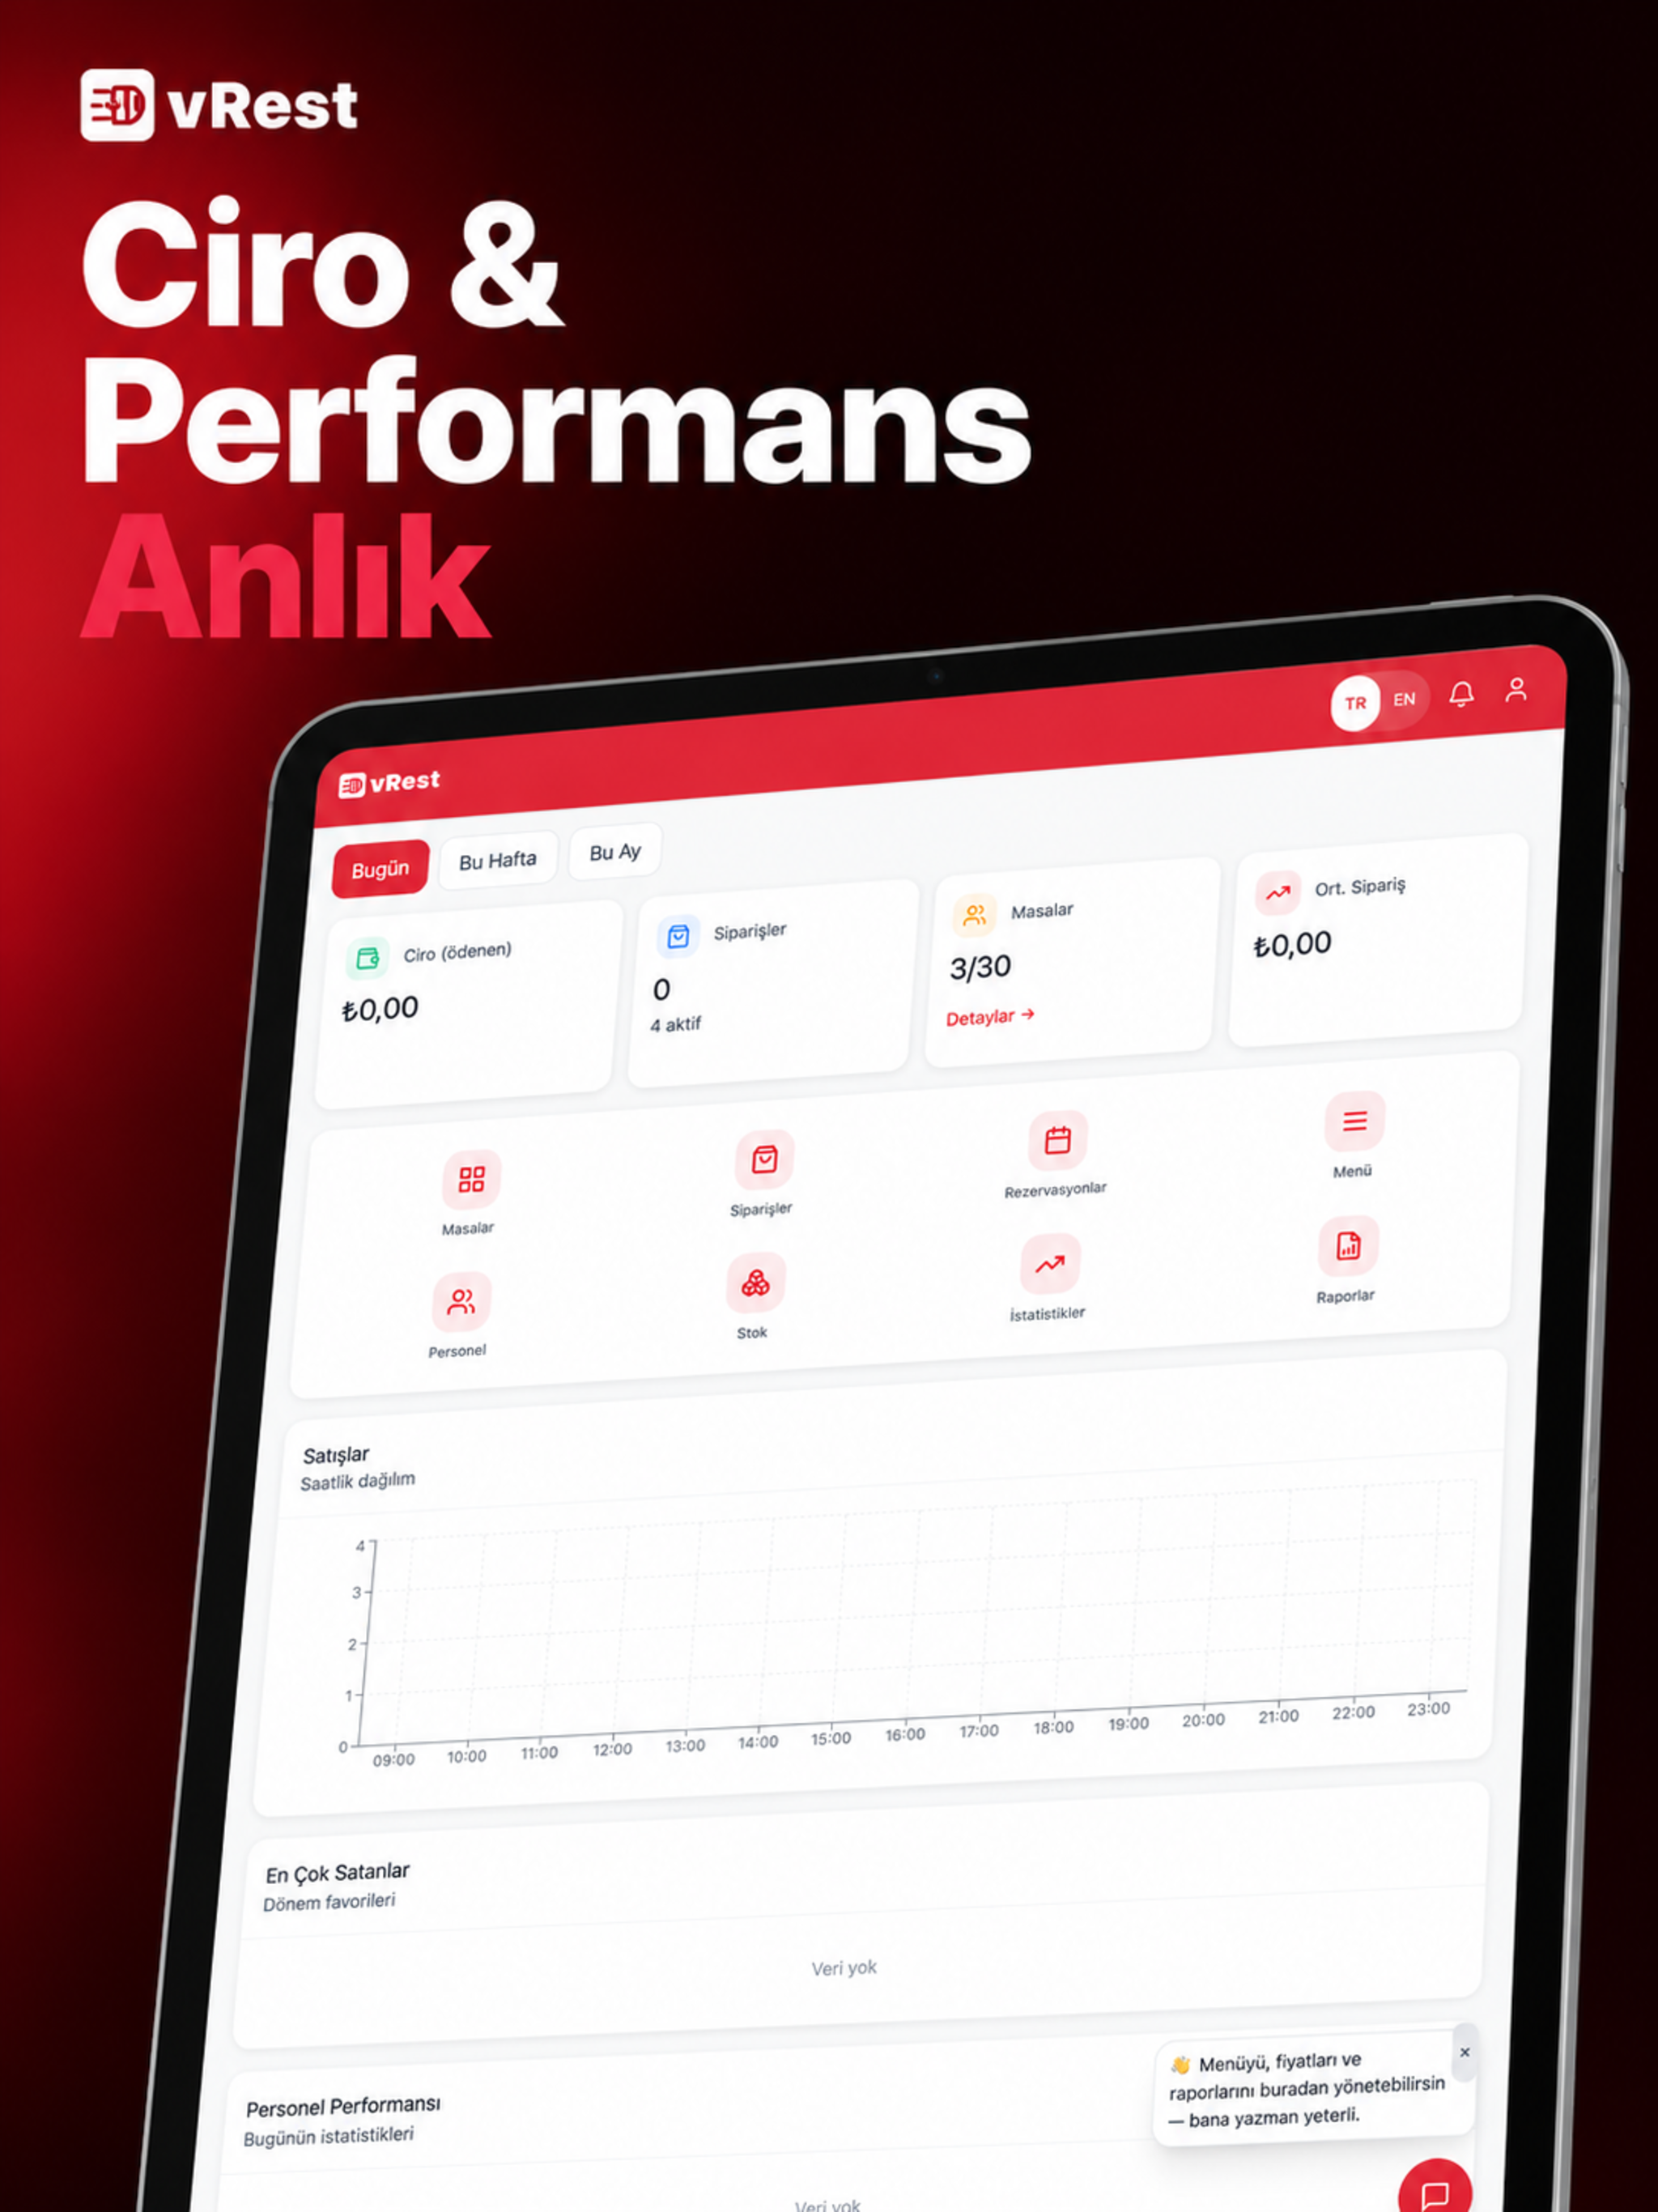 vRest
Ciro &
Performans
Anlık
vRest
TR EN
Bugün Bu Hafta Bu Ay
Ciro (ödenen)
₺0,00
Siparişler
0
4 aktif
Masalar
3/30
Detaylar →
Ort. Sipariş
₺0,00
Masalar
Siparişler
Rezervasyonlar
Menü
Personel
Stok
İstatistikler
Raporlar
Satışlar
Saatlik dağılım
4
3
2
1
0
09:00 10:00 11:00 12:00 13:00 14:00 15:00 16:00 17:00 18:00 19:00 20:00 21:00 22:00 23:00
En Çok Satanlar
Dönem favorileri
Veri yok
Personel Performansı
Bugünün istatistikleri
Veri yok
👋 Menüyü, fiyatları ve
raporlarını buradan yönetebilirsin
— bana yazman yeterli.
×